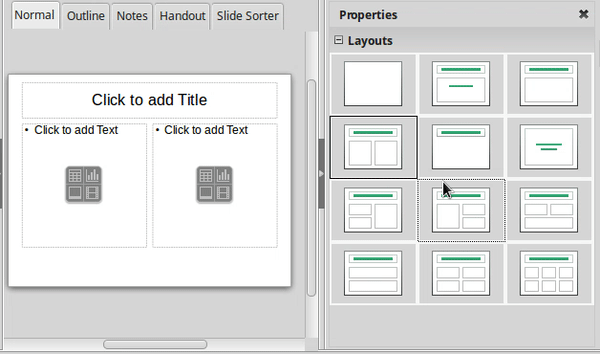 Normal Outline Notes Handout Slide Sorter
Click to add Title
• Click to add Text
• Click to add Text
Properties
Layouts